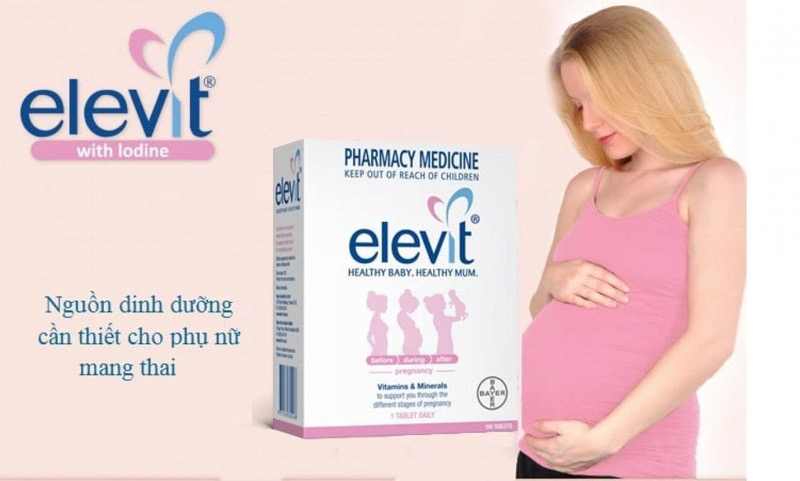 elevit®
with Iodine
Nguồn dinh dưỡng
cần thiết cho phụ nữ
mang thai
elevit
PHARMACY MEDICINE
KEEP OUT OF REACH OF CHILDREN
elevit®
HEALTHY BABY. HEALTHY MUM.
before during after
pregnancy
Vitamins & Minerals
to support you through the
different stages of pregnancy
1 TABLET DAILY
BAYER
BAYER
100 TABLETS